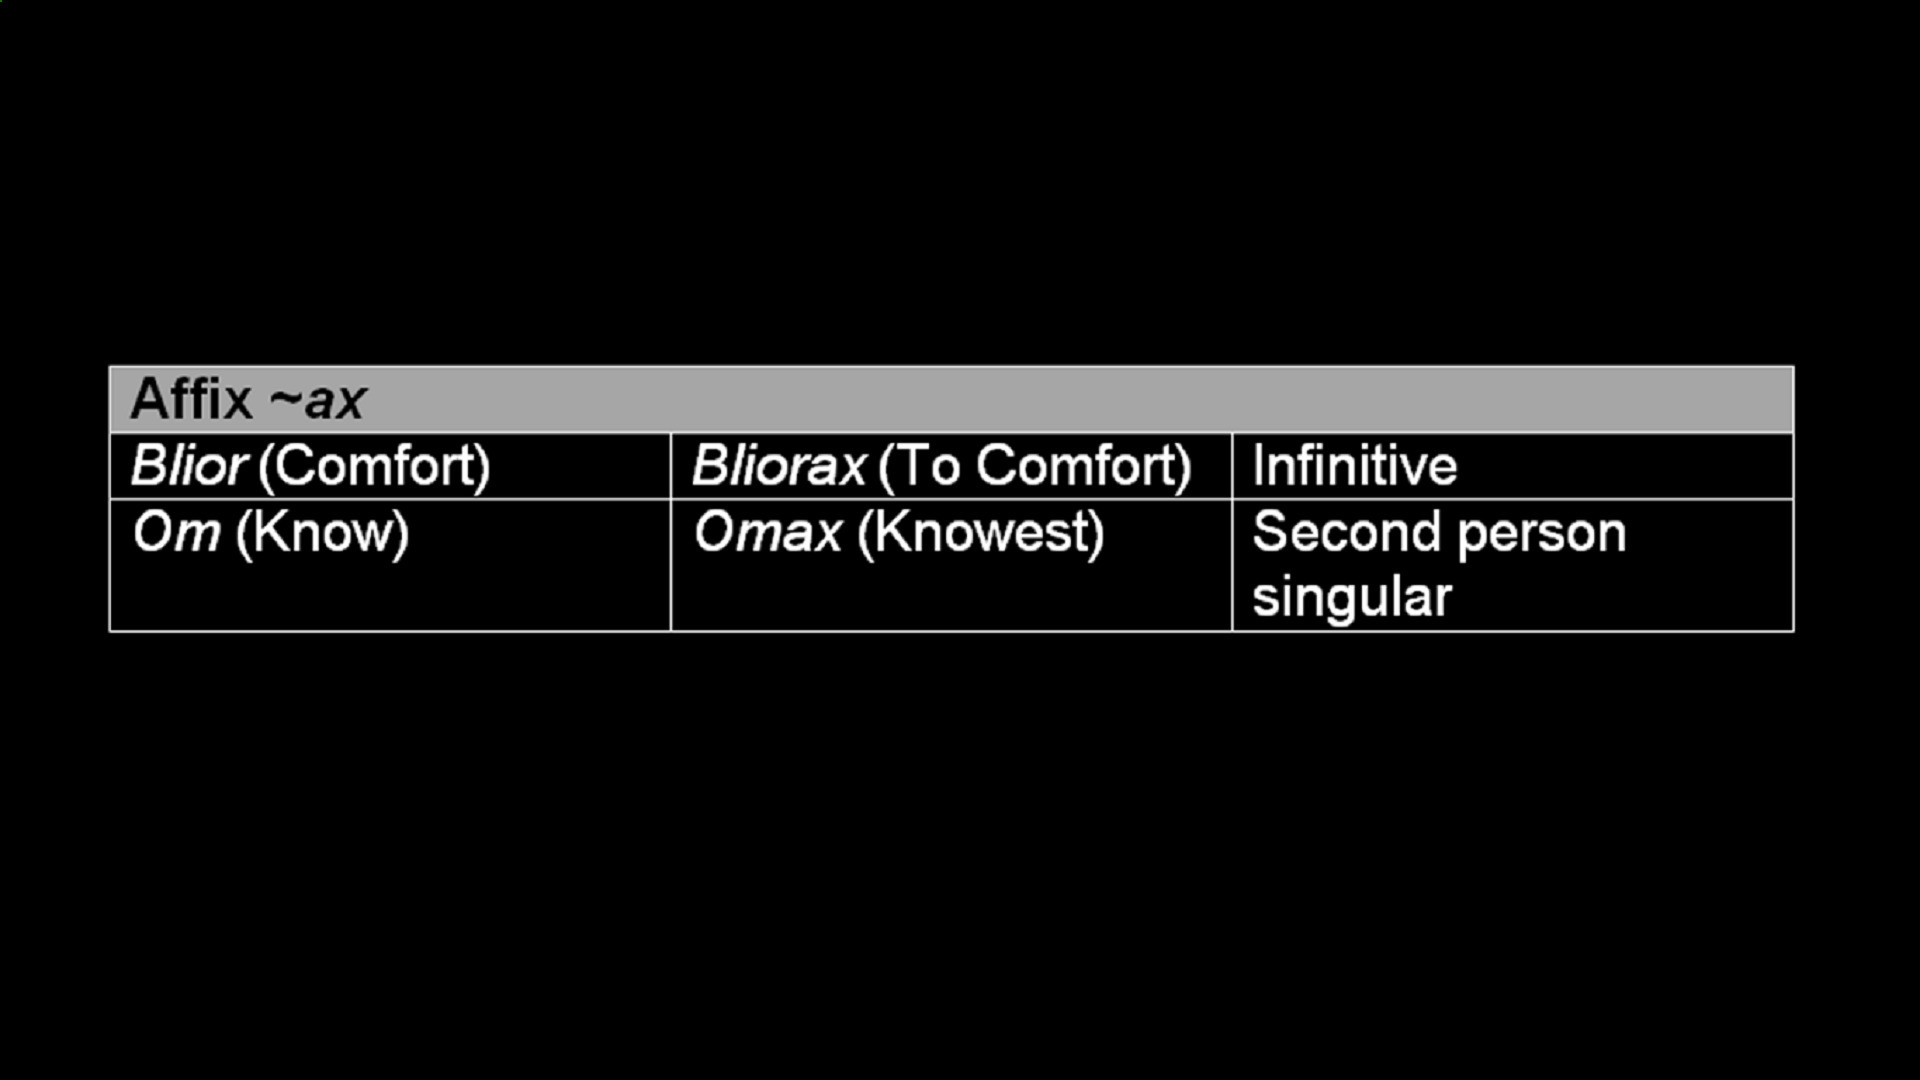 Affix ~ax
Blior (Comfort) Bliorax (To Comfort) Infinitive
Om (Know) Omax (Knowest) Second person
singular